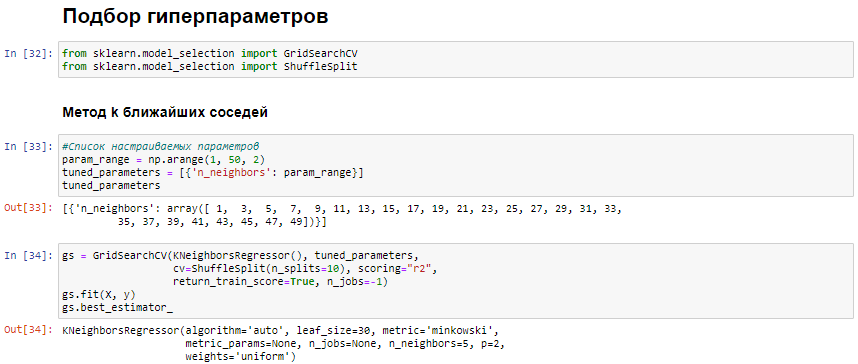 Подбор гиперпараметров
In [32]: from sklearn.model_selection import GridSearchCV
from sklearn.model_selection import ShuffleSplit
Метод k ближайших соседей
In [33]: #Список настраиваемых параметров
param_range = np.arange(1, 50, 2)
tuned_parameters = [{'n_neighbors': param_range}]
tuned_parameters
Out[33]: [{'n_neighbors': array([ 1,  3,  5,  7,  9, 11, 13, 15, 17, 19, 21, 23, 25, 27, 29, 31, 33,
35, 37, 39, 41, 43, 45, 47, 49])}]
In [34]: gs = GridSearchCV(KNeighborsRegressor(), tuned_parameters,
cv=ShuffleSplit(n_splits=10), scoring="r2",
return_train_score=True, n_jobs=-1)
gs.fit(X, y)
gs.best_estimator_
Out[34]: KNeighborsRegressor(algorithm='auto', leaf_size=30, metric='minkowski',
metric_params=None, n_jobs=None, n_neighbors=5, p=2,
weights='uniform')